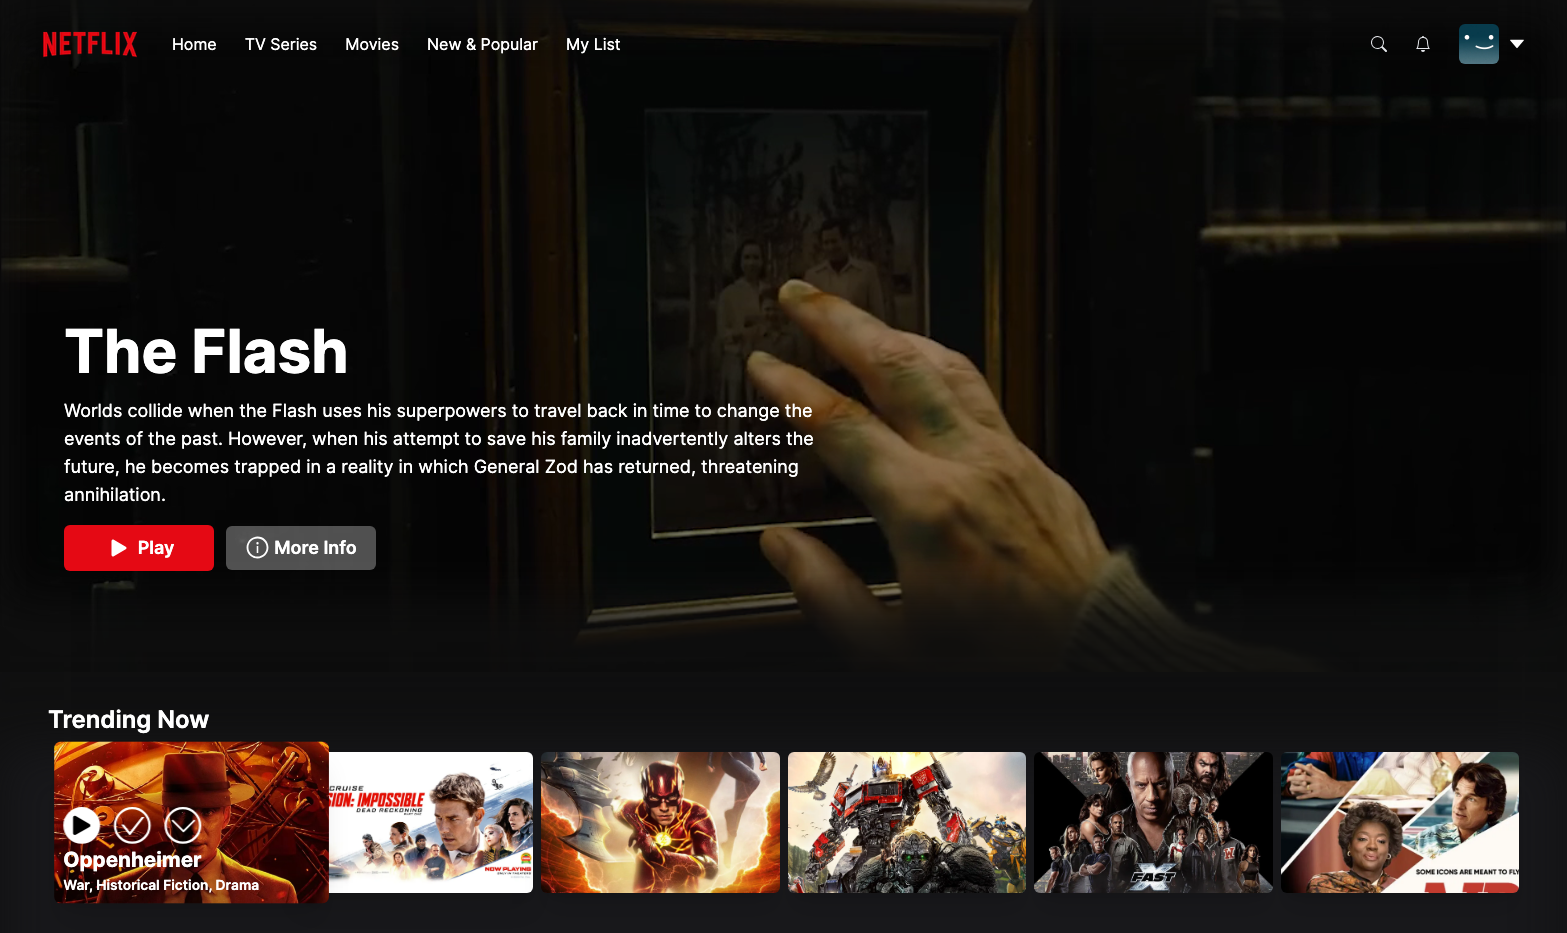 NETFLIX
Home
TV Series
Movies
New & Popular
My List
The Flash
Worlds collide when the Flash uses his superpowers to travel back in time to change the
events of the past. However, when his attempt to save his family inadvertently alters the
future, he becomes trapped in a reality in which General Zod has returned, threatening
annihilation.
Play
More Info
Trending Now
Oppenheimer
War, Historical Fiction, Drama
CRUISE
SION: IMPOSSIBLE
DEAD RECKONING
NOW PLAYING
ONLY IN THEATRES
FAST X
SOME ICONS ARE MEANT TO FLY